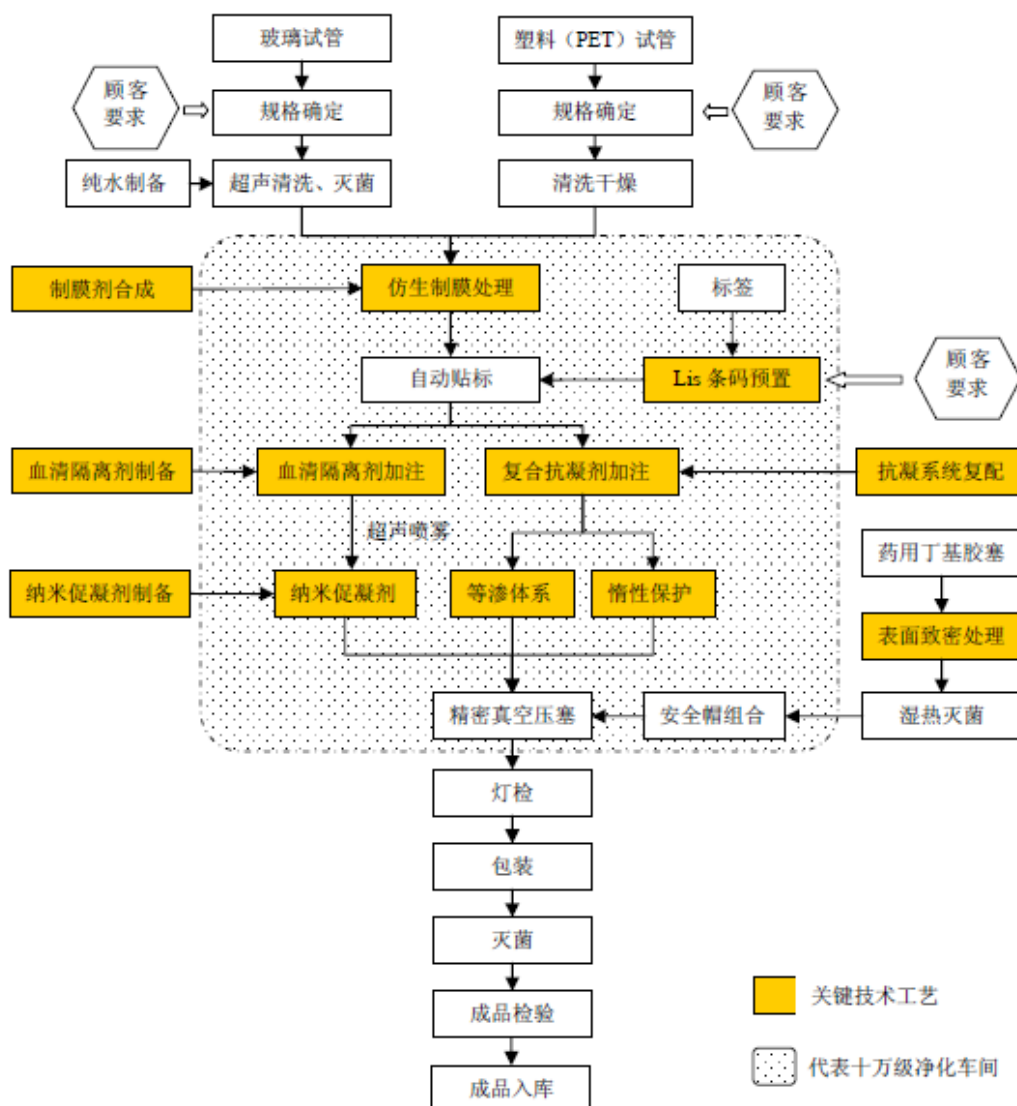 玻璃试管
塑料（PET）试管
顾客
要求
规格确定
规格确定
顾客
要求
纯水制备
超声清洗、灭菌
清洗干燥
制膜剂合成
仿生制膜处理
标签
自动贴标
Lis 条码预置
顾客
要求
血清隔离剂制备
血清隔离剂加注
复合抗凝剂加注
抗凝系统复配
超声喷雾
药用丁基胶塞
纳米促凝剂制备
纳米促凝剂
等渗体系
惰性保护
表面致密处理
精密真空压塞
安全帽组合
湿热灭菌
灯检
包装
灭菌
关键技术工艺
成品检验
代表十万级净化车间
成品入库